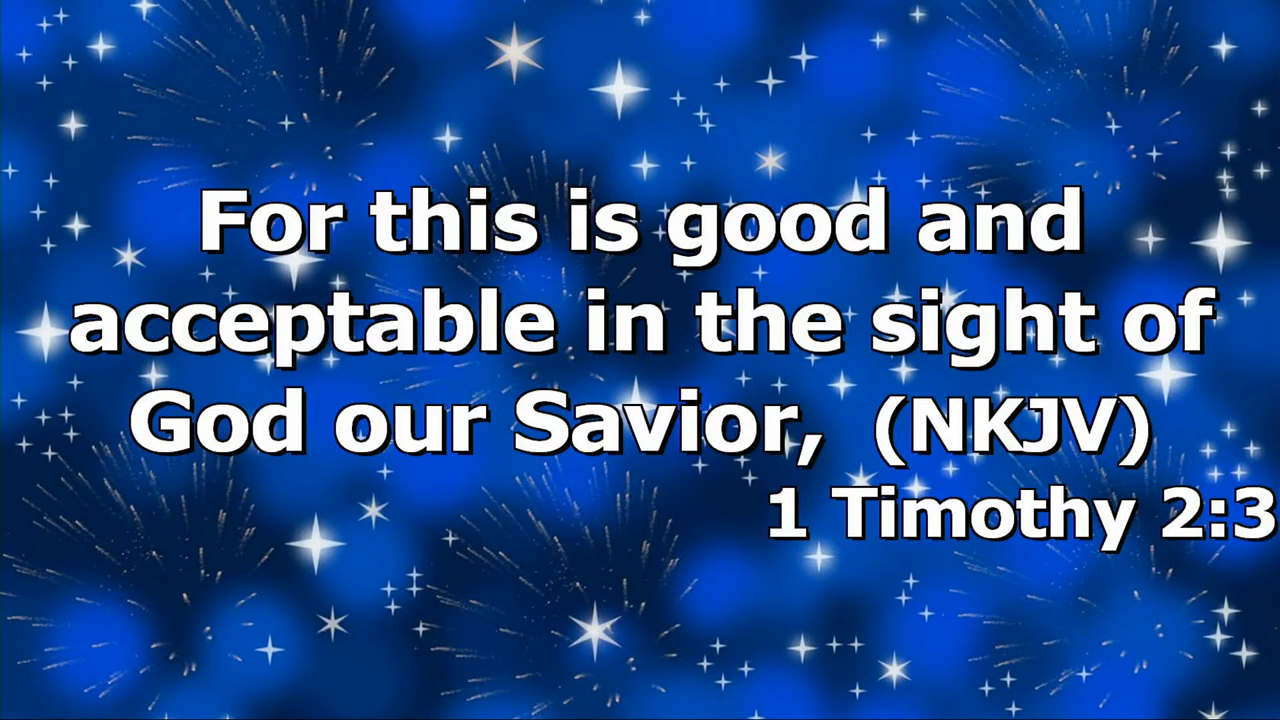 For this is good and
acceptable in the sight of
God our Savior, (NKJV)
1 Timothy 2:3